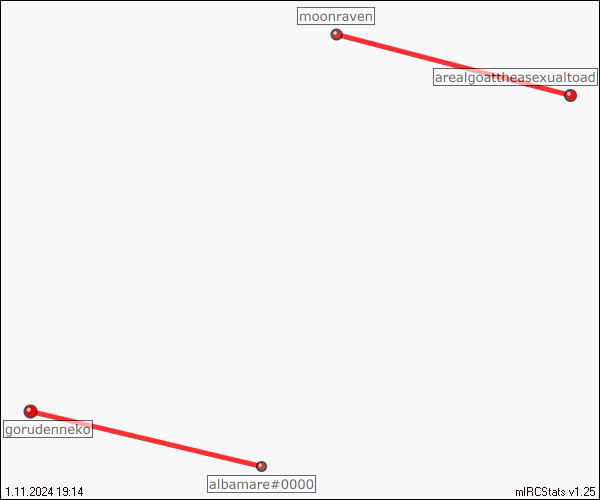 moonraven
arealgoattheasexualtoad
gorudenneko
albamare#0000
1.11.2024 19:14
mIRCStats v1.25